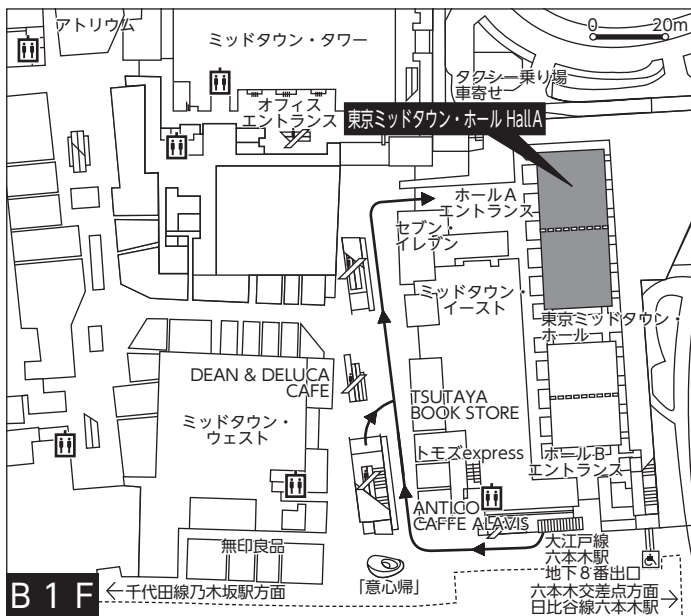 アトリウム
ミッドタウン・タワー
0 20m
タクシー乗り場
車寄せ
オフィス
エントランス
東京ミッドタウン・ホール Hall A
ホールA
エントランス
セブン‐
イレブン
ミッドタウン・
イースト
東京ミッドタウン・
ホール
DEAN & DELUCA
CAFE
TSUTAYA
BOOK STORE
ミッドタウン・
ウェスト
トモズexpress
ホールB
エントランス
ANTICO
CAFFE ALAVIS
無印良品
「意心帰」
大江戸線
六本木駅
地下8番出口
B1F
←千代田線乃木坂駅方面
六本木交差点方面
日比谷線六本木駅→